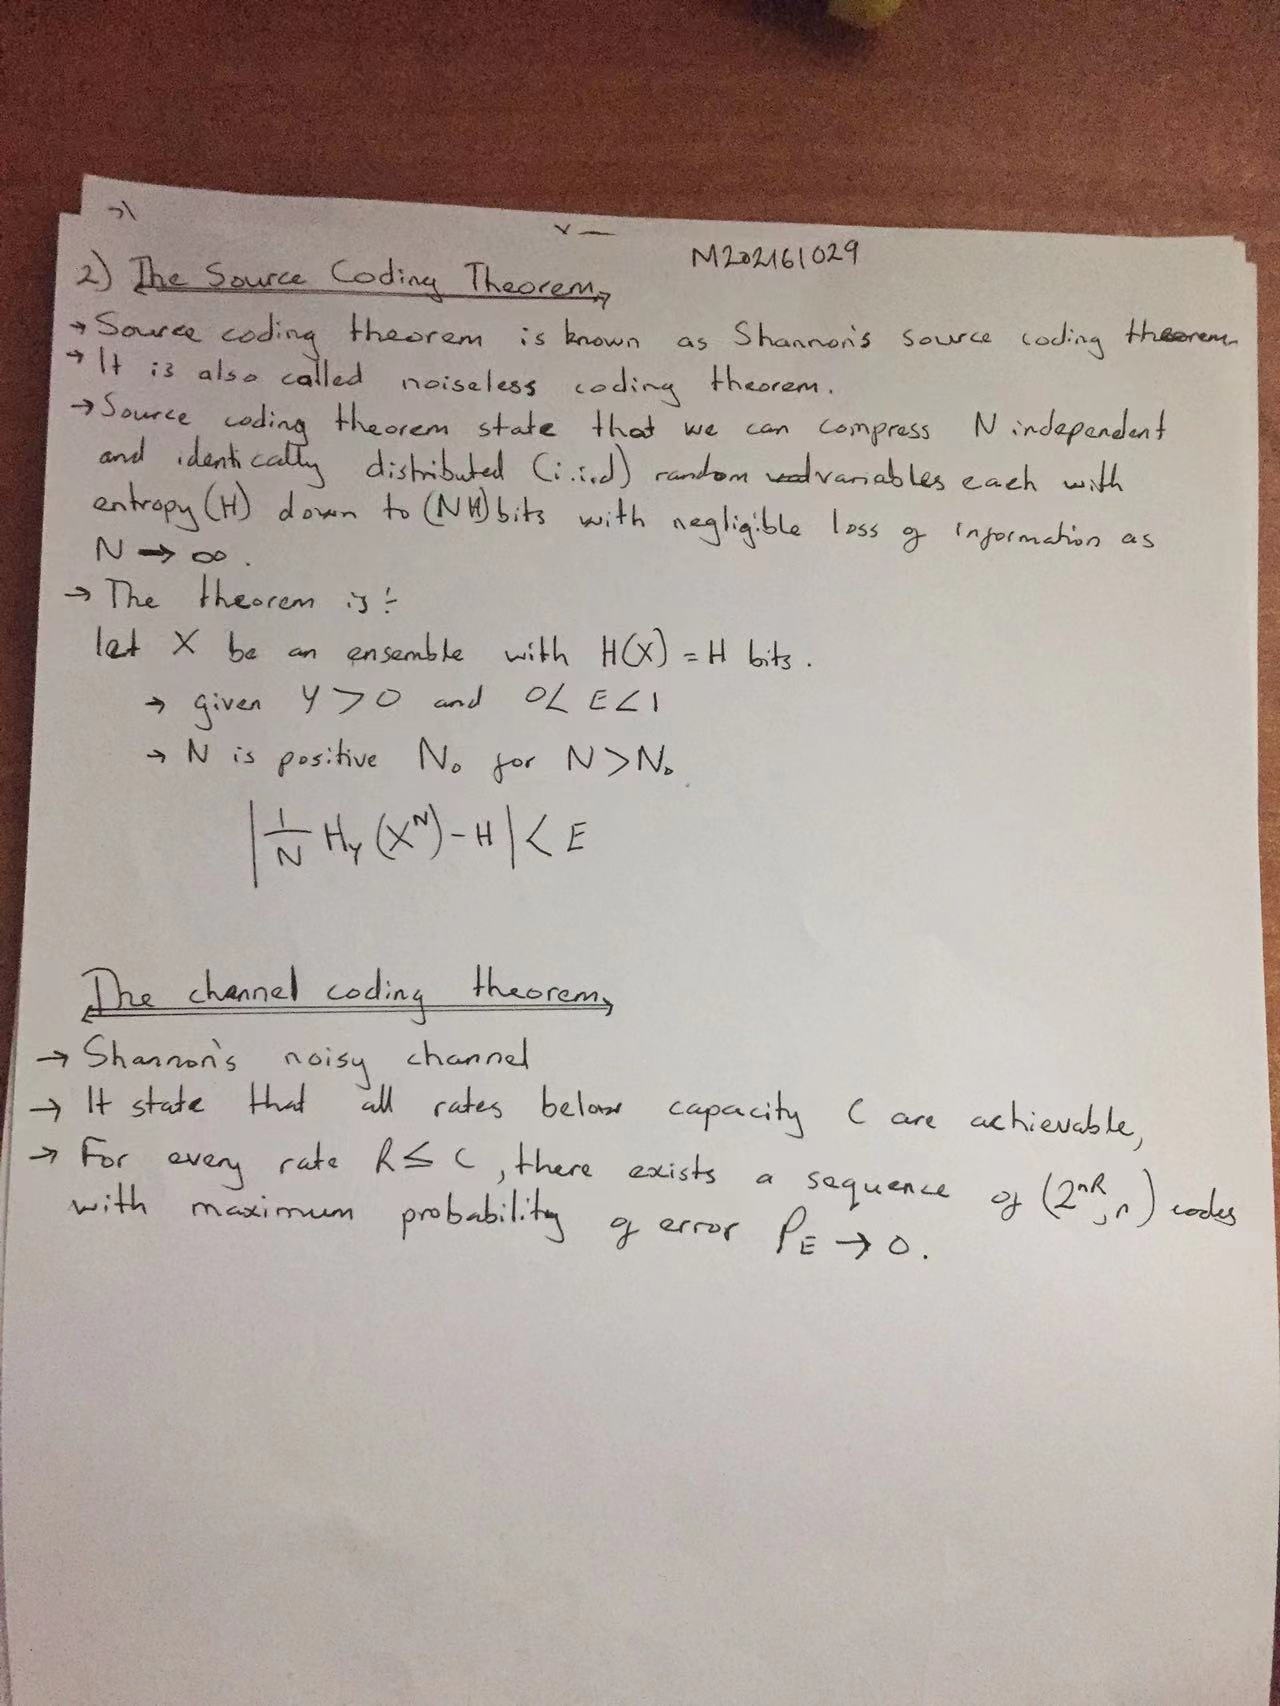 M202161029
2) The Source Coding Theorem
→ Source coding theorem is known as Shannon's source coding theorem
→ It is also called noiseless coding theorem.
→ Source coding theorem state that we can compress N independent
and identically distributed (i.i.d) random variables each with
entropy (H) down to (NH) bits with negligible loss of information as
N → ∞.
→ The theorem is :-
let X be an ensemble with H(X) = H bits.
→ given Y > 0 and 0 < E < 1
→ N is positive N₀ for N > N₀
|1/N H_Y (X^N) - H| < E
The channel coding theorem
→ Shannon's noisy channel
→ It state that all rates below capacity C are achievable,
→ For every rate R ≤ C, there exists a sequence of (2^nR, n) codes
with maximum probability of error P_E → 0.